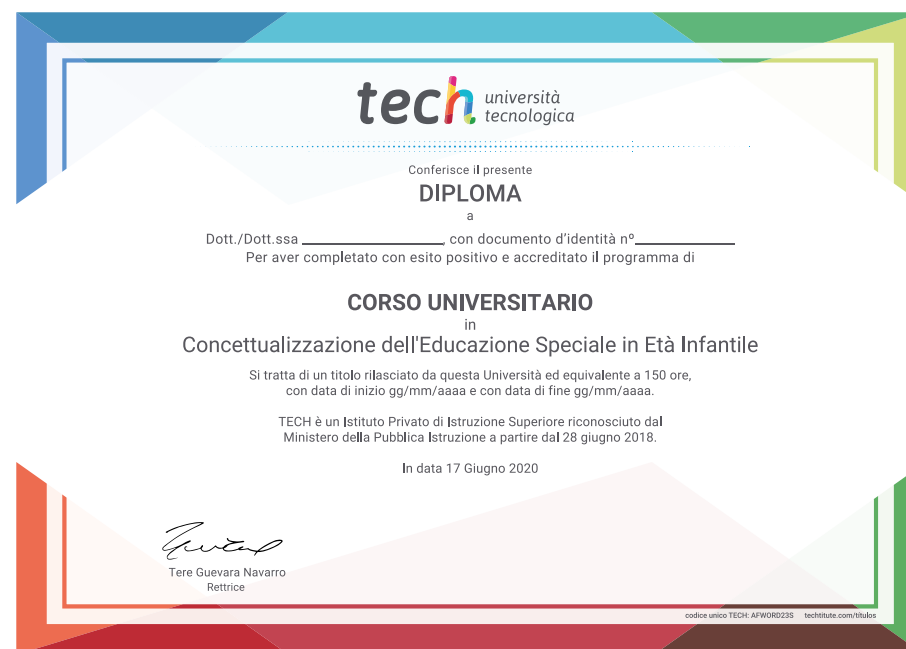 tech università
tecnologica
Conferisce il presente
DIPLOMA
a
Dott./Dott.ssa ______________, con documento d'identità nº__________
Per aver completato con esito positivo e accreditato il programma di
CORSO UNIVERSITARIO
in
Concettualizzazione dell'Educazione Speciale in Età Infantile
Si tratta di un titolo rilasciato da questa Università ed equivalente a 150 ore,
con data di inizio gg/mm/aaaa e con data di fine gg/mm/aaaa.
TECH è un Istituto Privato di Istruzione Superiore riconosciuto dal
Ministero della Pubblica Istruzione a partire dal 28 giugno 2018.
In data 17 Giugno 2020
Tere Guevara Navarro
Rettrice
codice unico TECH: AFWORD23S techtitute.com/titulos